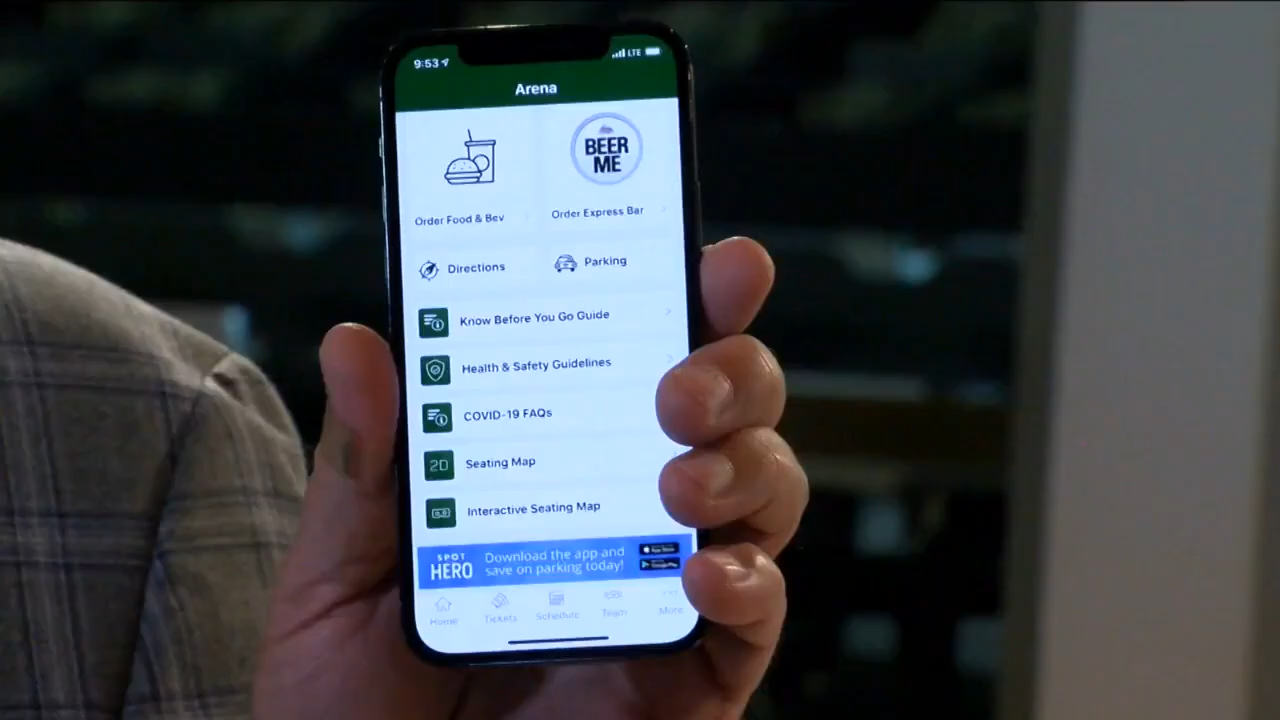 9:53
LTE
Arena
BEER
ME
Order Food & Bev
Order Express Bar
Directions
Parking
Know Before You Go Guide
Health & Safety Guidelines
COVID-19 FAQs
2D
Seating Map
Interactive Seating Map
SPOT
HERO
Download the app and
save on parking today!
App Store
Google Play
Home
Tickets
Schedule
Team
More